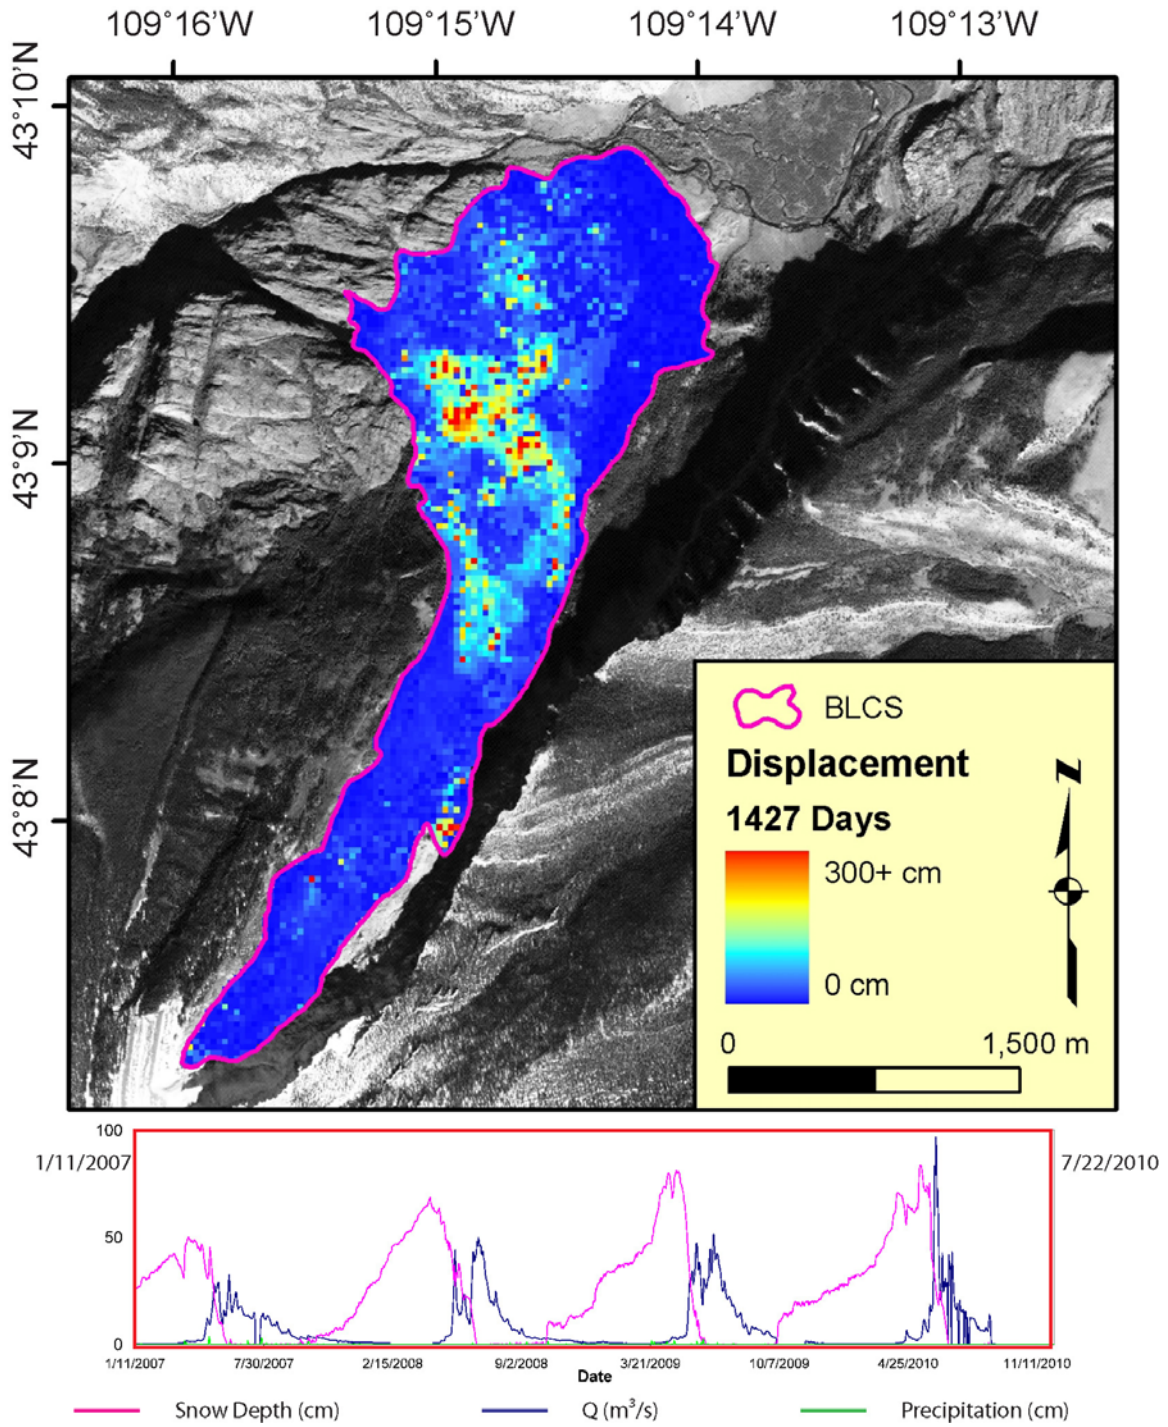 109°16'W 109°15'W 109°14'W 109°13'W
43°10'N
43°9'N
43°8'N
BLCS
Displacement
1427 Days
300+ cm
0 cm
N
0 1,500 m
100
1/11/2007 7/22/2010
50
0
1/11/2007 7/30/2007 2/15/2008 9/2/2008 3/21/2009 10/7/2009 4/25/2010 11/11/2010
Date
Snow Depth (cm) Q (m³/s) Precipitation (cm)